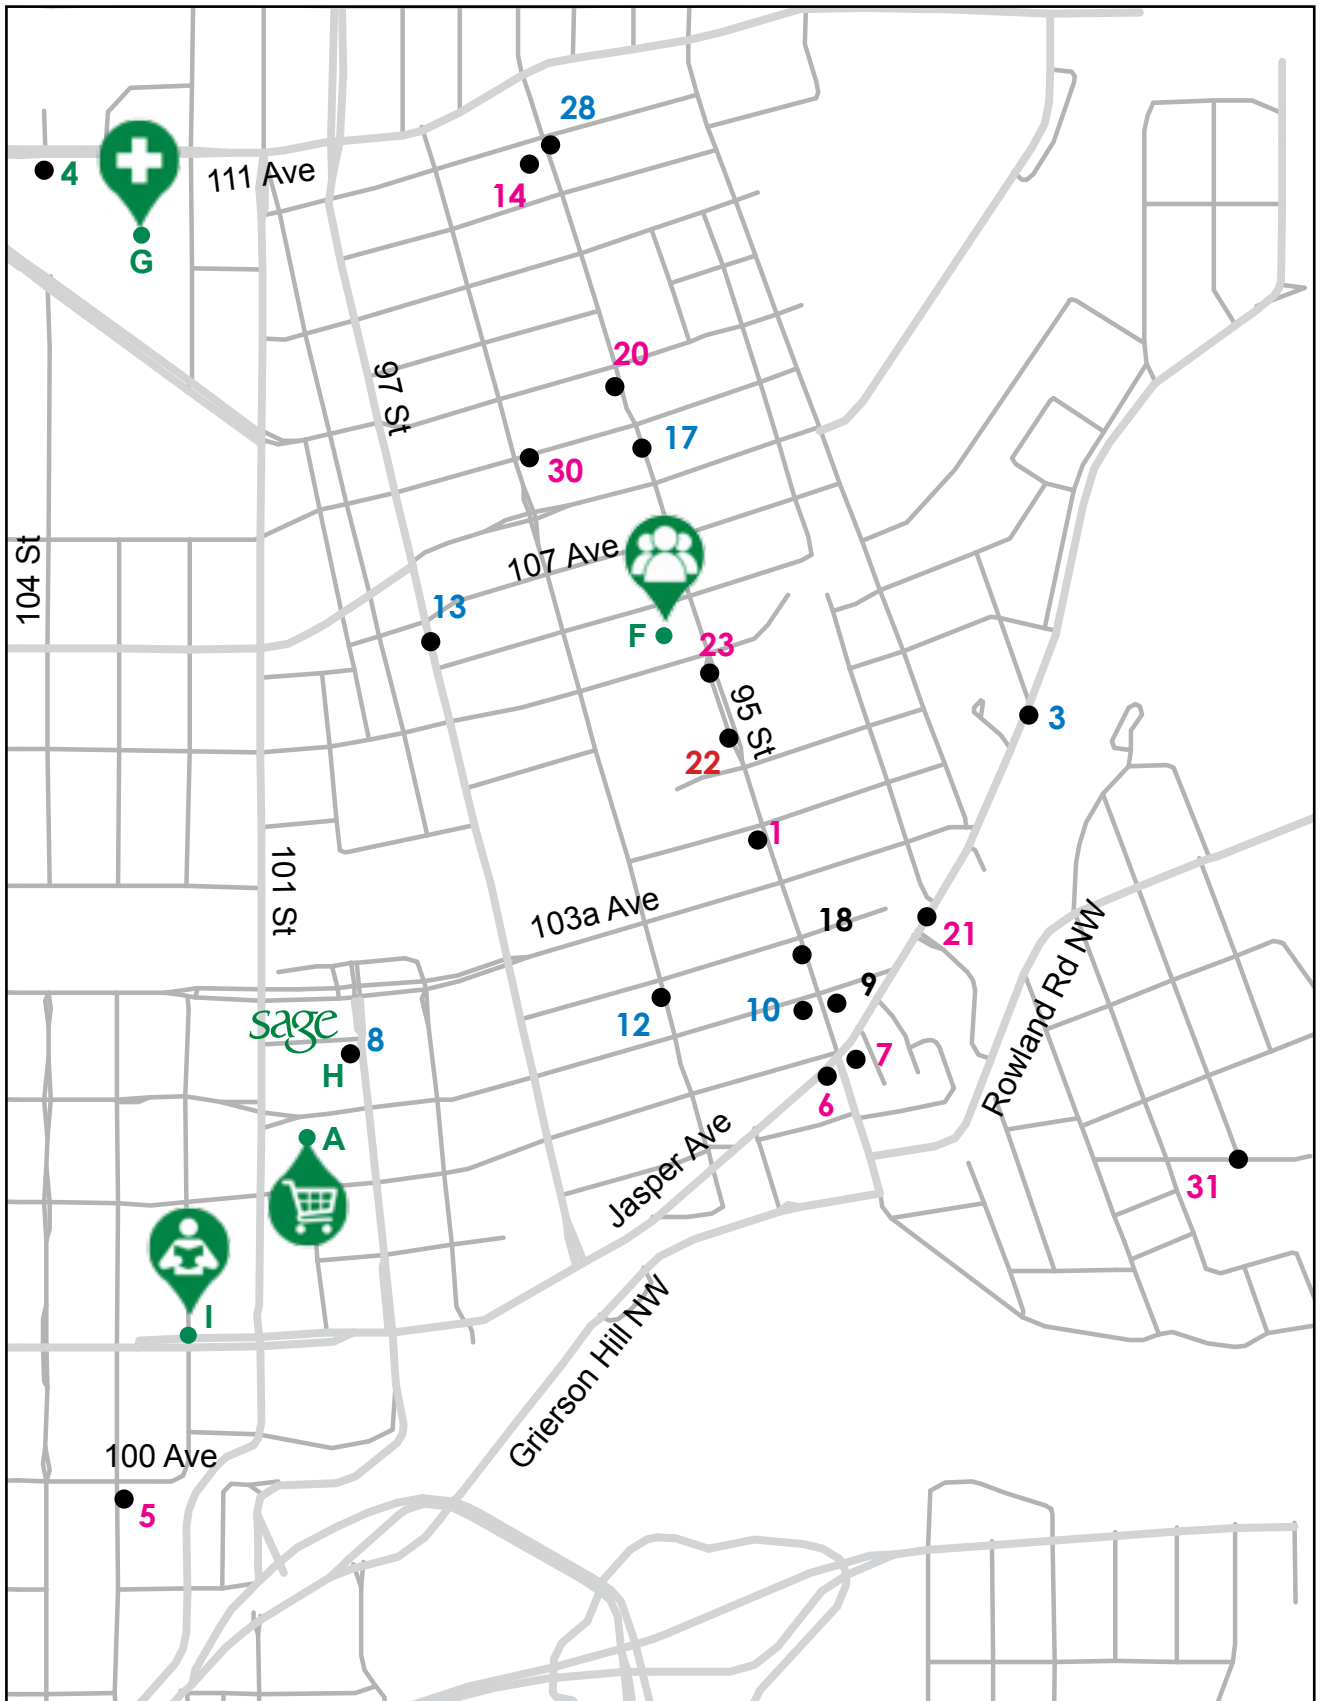 28
4
111 Ave
14
G
20
97 St
17
30
104 St
107 Ave
13
F
23
95 St
3
22
1
101 St
103a Ave
18
21
Rowland Rd NW
9
10
12
sage
8
H
7
6
A
Jasper Ave
31
I
Grierson Hill NW
100 Ave
5